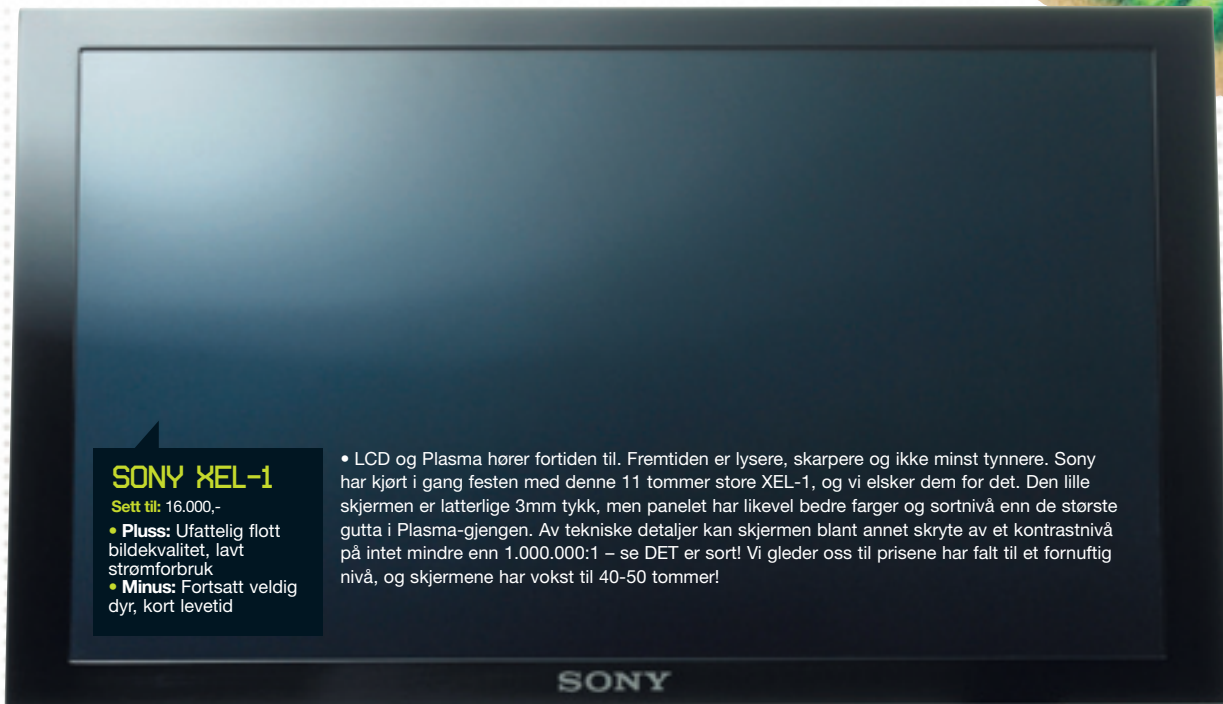 SONY XEL-1
Sett til: 16.000,-
• Pluss: Ufattelig flott
bildekvalitet, lavt
strømforbruk
• Minus: Fortsatt veldig
dyr, kort levetid
• LCD og Plasma hører fortiden til. Fremtiden er lysere, skarpere og ikke minst tynnere. Sony
har kjørt i gang festen med denne 11 tommer store XEL-1, og vi elsker dem for det. Den lille
skjermen er latterlige 3mm tykk, men panelet har likevel bedre farger og sortnivå enn de største
gutta i Plasma-gjengen. Av tekniske detaljer kan skjermen blant annet skryte av et kontrastnivå
på intet mindre enn 1.000.000:1 – se DET er sort! Vi gleder oss til prisene har falt til et fornuftig
nivå, og skjermene har vokst til 40-50 tommer!
SONY